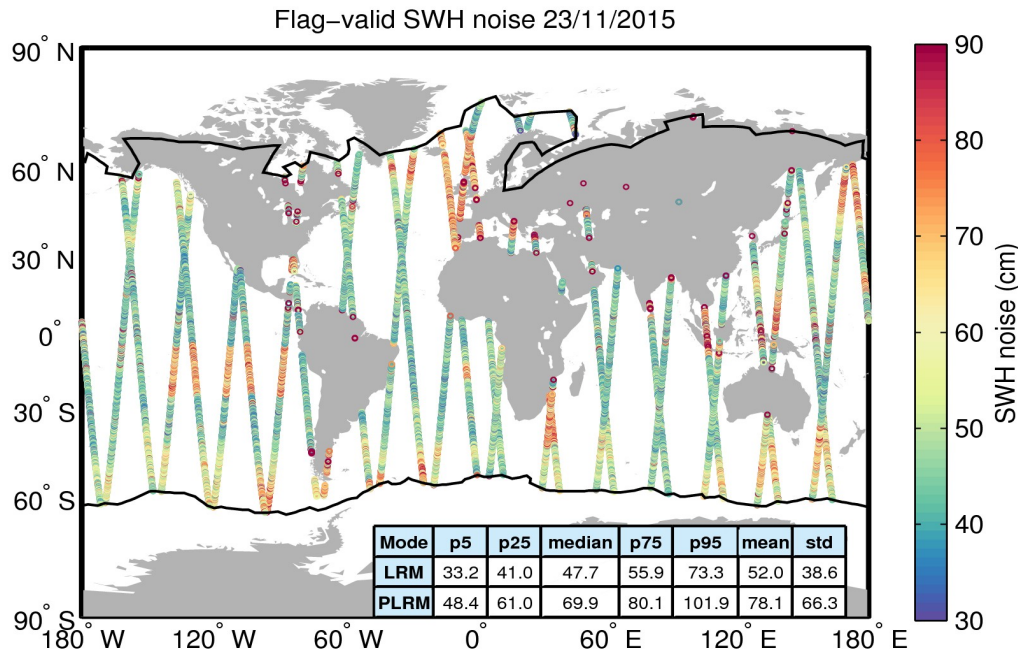 Flag−valid SWH noise 23/11/2015
90° N
60° N
30° N
0°
30° S
60° S
90° S
180° W
120° W
60° W
0°
60° E
120° E
180° E
Mode p5 p25 median p75 p95 mean std
LRM 33.2 41.0 47.7 55.9 73.3 52.0 38.6
PLRM 48.4 61.0 69.9 80.1 101.9 78.1 66.3
90
80
70
60
50
40
30
SWH noise (cm)